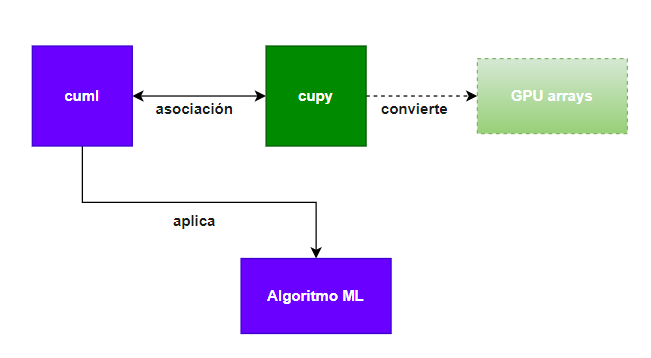 cuml
cupy
GPU arrays
asociación
convierte
aplica
Algoritmo ML